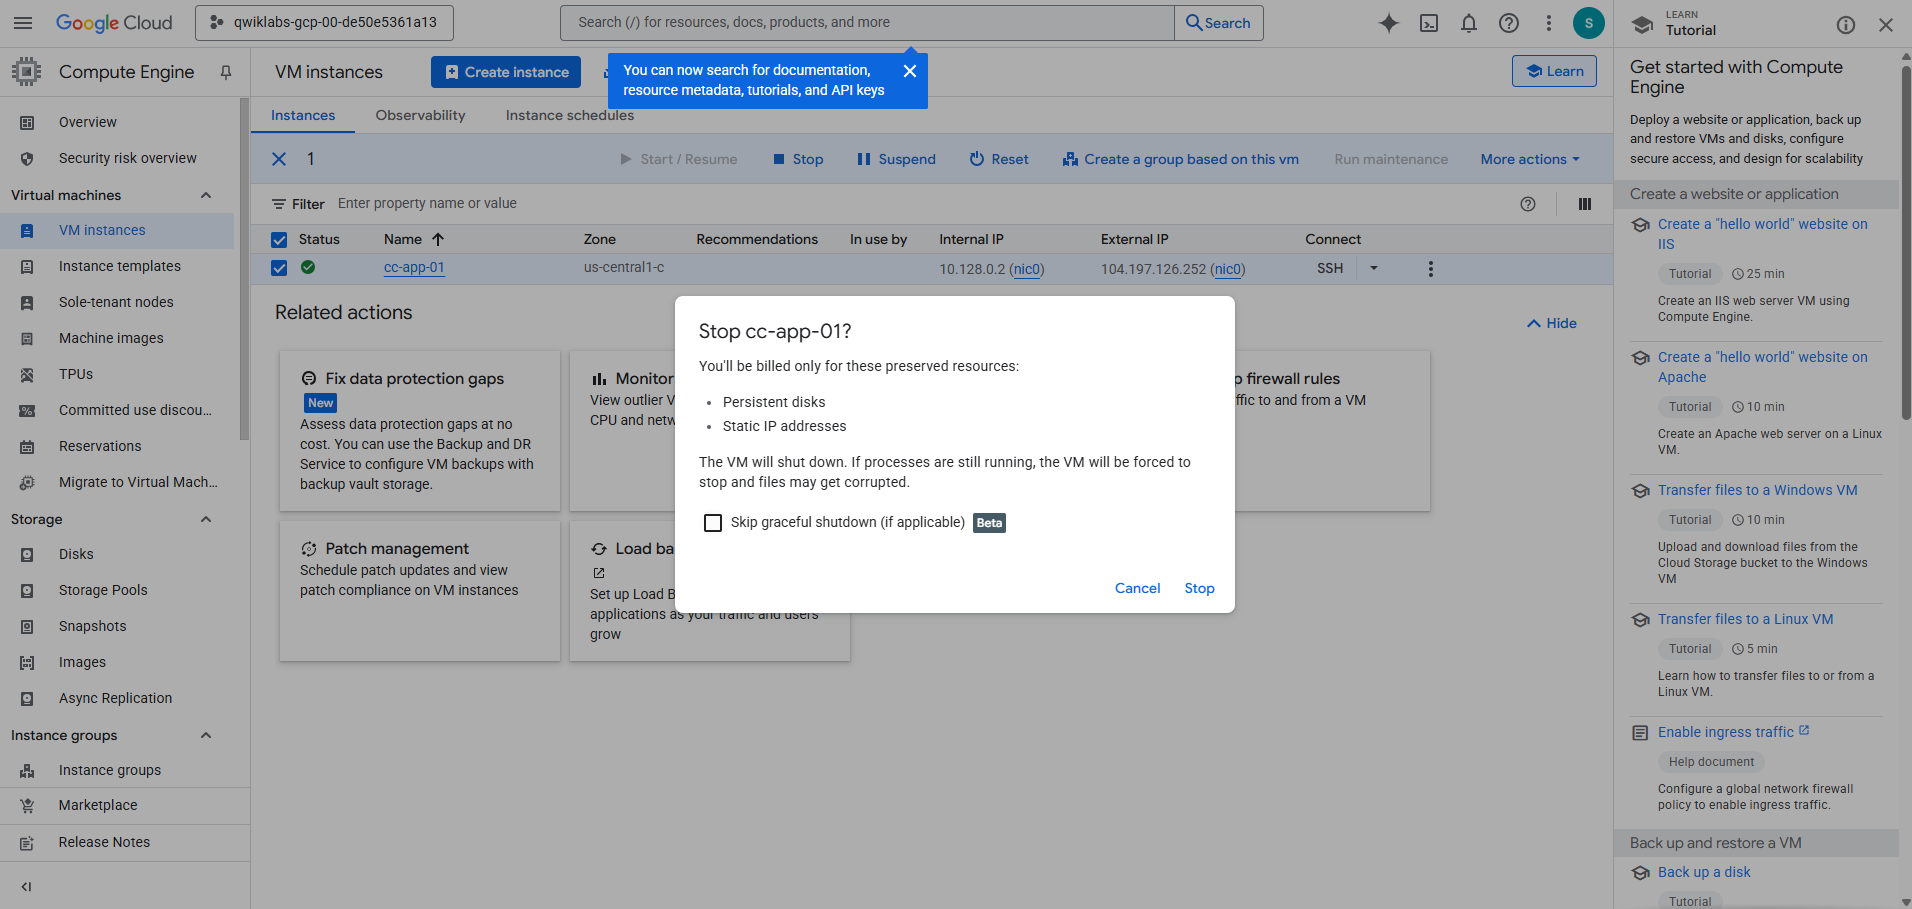 Google Cloud
qwiklabs-gcp-00-de50e5361a13
Search (/) for resources, docs, products, and more
Search
S
LEARN
Tutorial
Compute Engine
VM instances
Create instance
You can now search for documentation,
resource metadata, tutorials, and API keys
Learn
Instances
Observability
Instance schedules
1
Start / Resume
Stop
Suspend
Reset
Create a group based on this vm
Run maintenance
More actions
Filter
Enter property name or value
Status
Name
Zone
Recommendations
In use by
Internal IP
External IP
Connect
cc-app-01
us-central1-c
10.128.0.2 (nic0)
104.197.126.252 (nic0)
SSH
Related actions
Hide
Fix data protection gaps
New
Assess data protection gaps at no
cost. You can use the Backup and DR
Service to configure VM backups with
backup vault storage.
Monitor
View outlier V
CPU and netw
p firewall rules
ffic to and from a VM
Patch management
Schedule patch updates and view
patch compliance on VM instances
Load ba
Set up Load B
applications as your traffic and users
grow
Stop cc-app-01?
You'll be billed only for these preserved resources:
• Persistent disks
• Static IP addresses
The VM will shut down. If processes are still running, the VM will be forced to
stop and files may get corrupted.
Skip graceful shutdown (if applicable) Beta
Cancel
Stop
Overview
Security risk overview
Virtual machines
VM instances
Instance templates
Sole-tenant nodes
Machine images
TPUs
Committed use discou...
Reservations
Migrate to Virtual Mach...
Storage
Disks
Storage Pools
Snapshots
Images
Async Replication
Instance groups
Instance groups
Marketplace
Release Notes
Get started with Compute
Engine
Deploy a website or application, back up
and restore VMs and disks, configure
secure access, and design for scalability
Create a website or application
Create a "hello world" website on
IIS
Tutorial
25 min
Create an IIS web server VM using
Compute Engine.
Create a "hello world" website on
Apache
Tutorial
10 min
Create an Apache web server on a Linux
VM.
Transfer files to a Windows VM
Tutorial
10 min
Upload and download files from the
Cloud Storage bucket to the Windows
VM
Transfer files to a Linux VM
Tutorial
5 min
Learn how to transfer files to or from a
Linux VM.
Enable ingress traffic
Help document
Configure a global network firewall
policy to enable ingress traffic.
Back up and restore a VM
Back up a disk
Tutorial